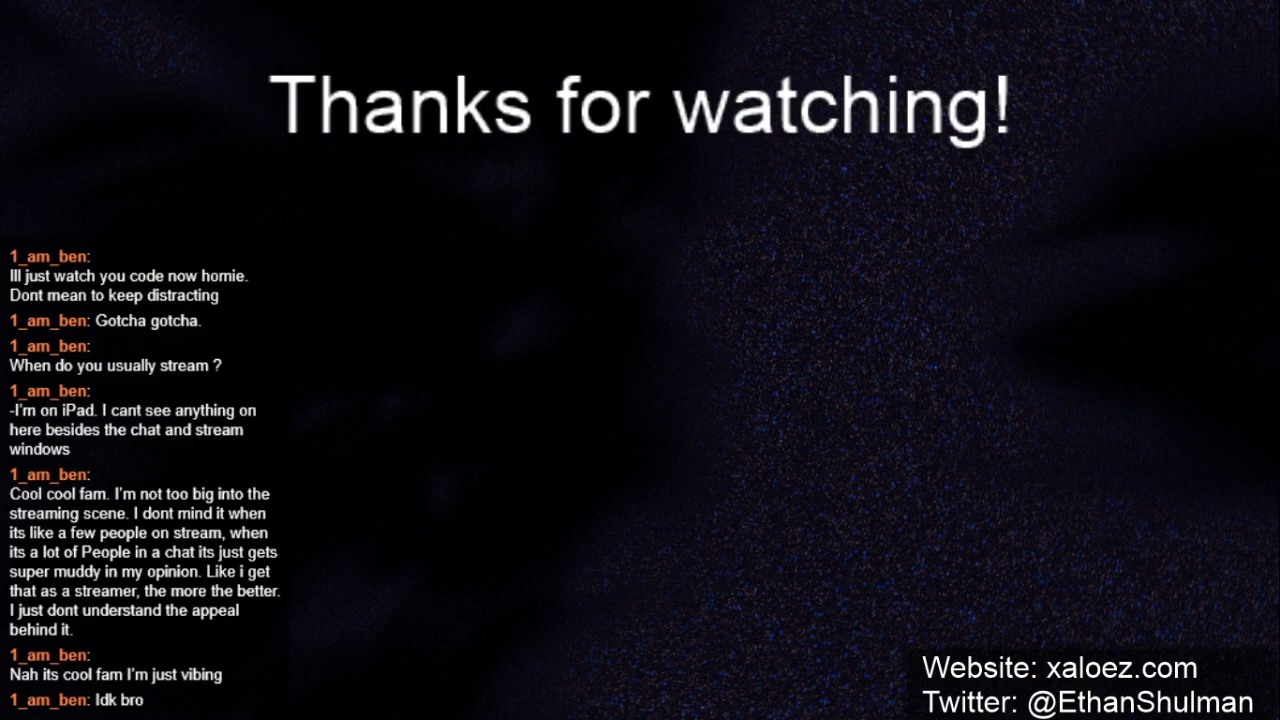 Thanks for watching!
1_am_ben:
Ill just watch you code now homie.
Dont mean to keep distracting
1_am_ben: Gotcha gotcha.
1_am_ben:
When do you usually stream ?
1_am_ben:
-I'm on iPad. I cant see anything on
here besides the chat and stream
windows
1_am_ben:
Cool cool fam. I'm not too big into the
streaming scene. I dont mind it when
its like a few people on stream, when
its a lot of People in a chat its just gets
super muddy in my opinion. Like i get
that as a streamer, the more the better.
I just dont understand the appeal
behind it.
1_am_ben:
Nah its cool fam I'm just vibing
1_am_ben: Idk bro
Website: xaloez.com
Twitter: @EthanShulman